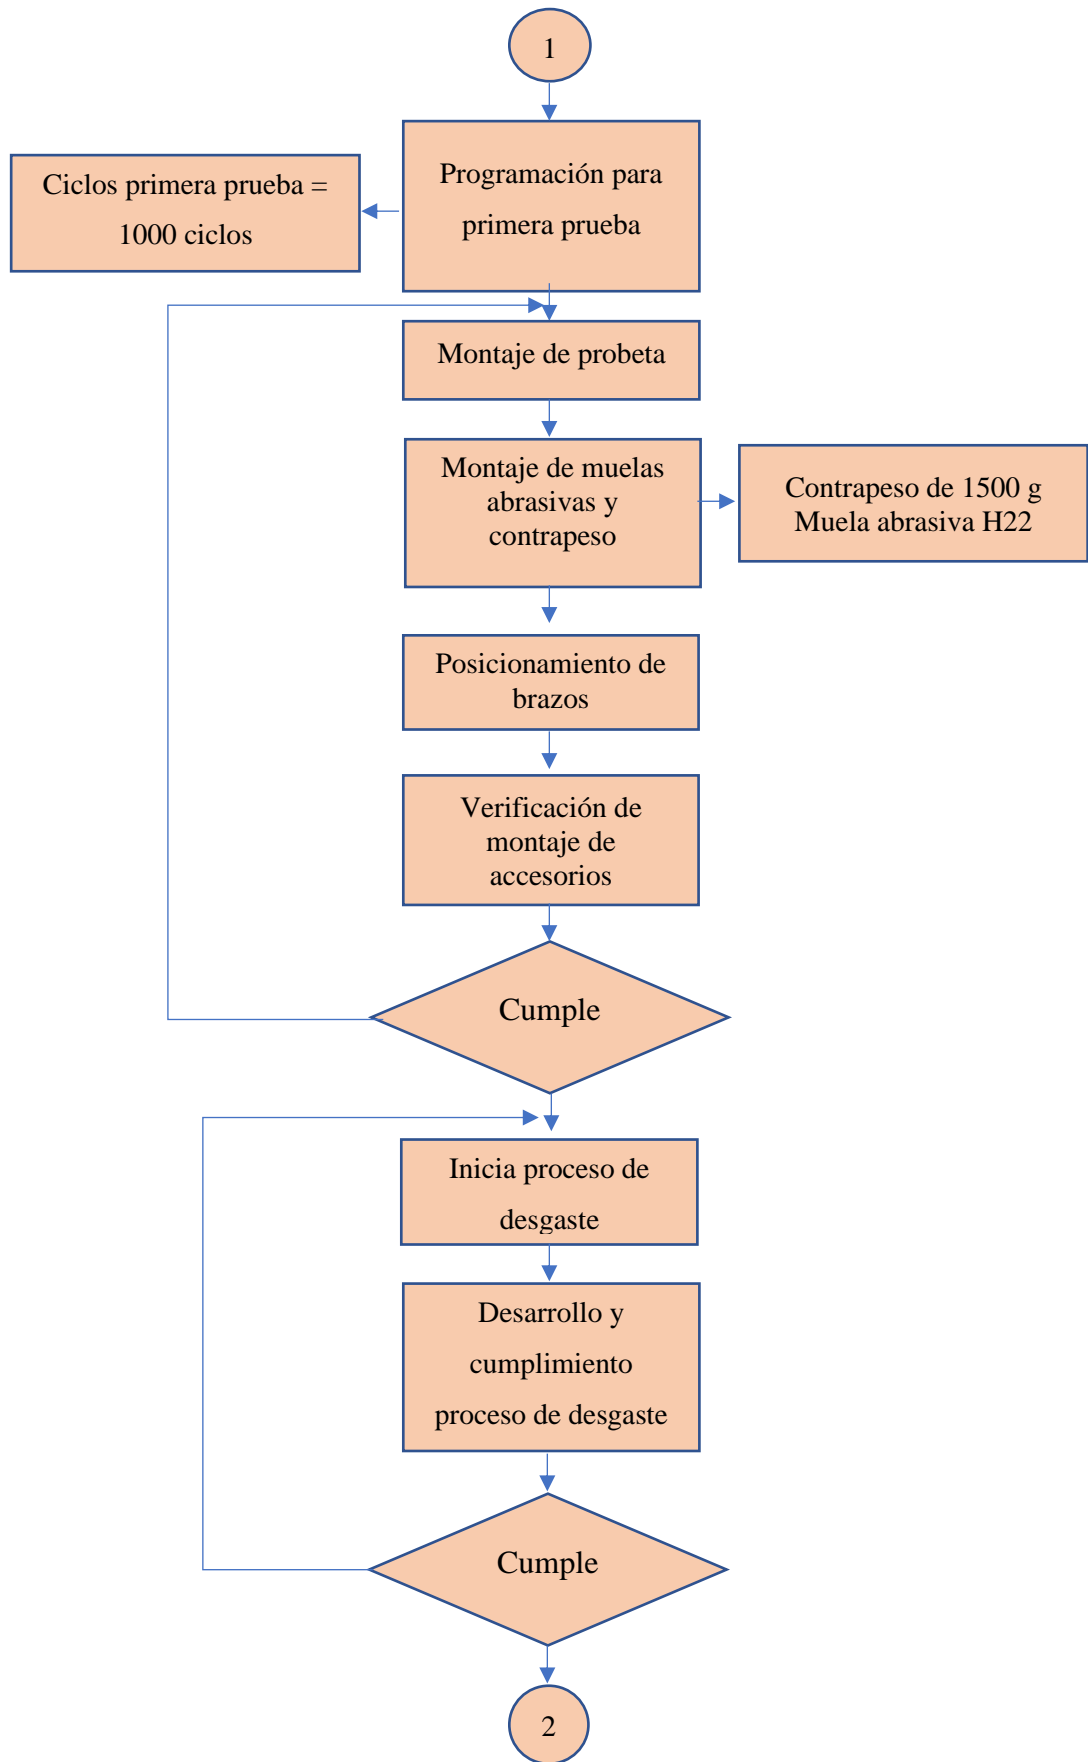 1
Programación para
primera prueba
Ciclos primera prueba =
1000 ciclos
Montaje de probeta
Montaje de muelas
abrasivas y
contrapeso
Contrapeso de 1500 g
Muela abrasiva H22
Posicionamiento de
brazos
Verificación de
montaje de
accesorios
Cumple
Inicia proceso de
desgaste
Desarrollo y
cumplimiento
proceso de desgaste
Cumple
2